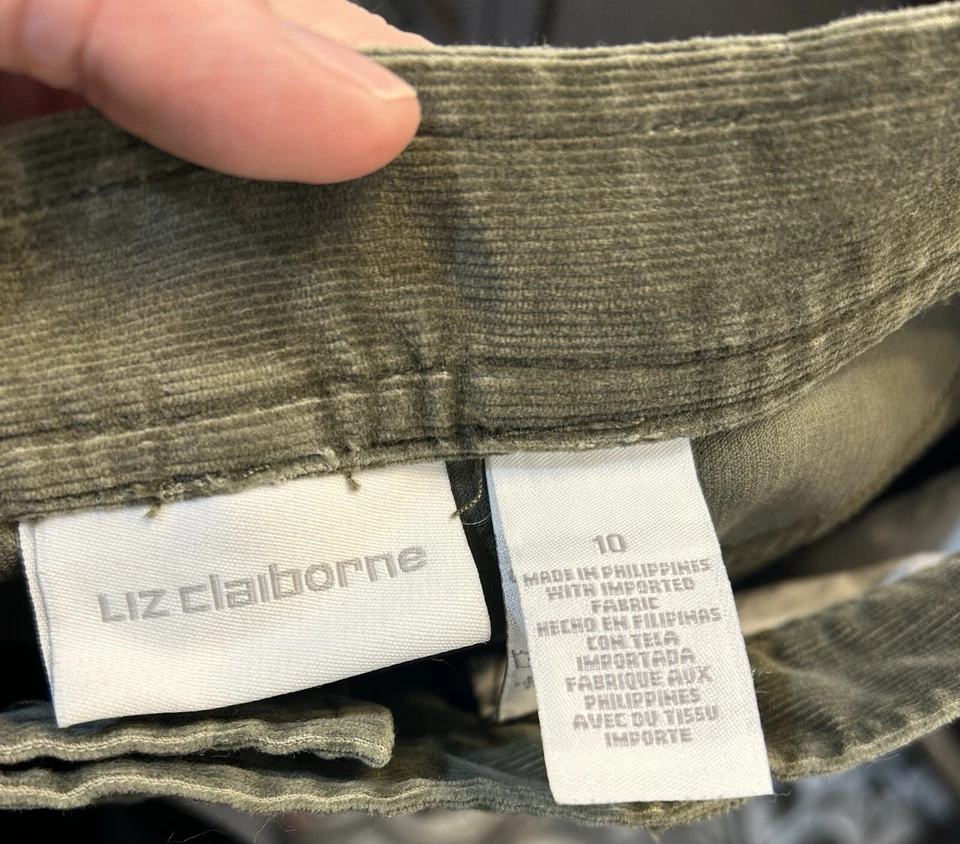 LIZ claiborne
10
MADE IN PHILIPPINES
WITH IMPORTED
FABRIC
HECHO EN FILIPINAS
CON TELA
IMPORTADA
FABRIQUE AUX
PHILIPPINES
AVEC DU TISSU
IMPORTE